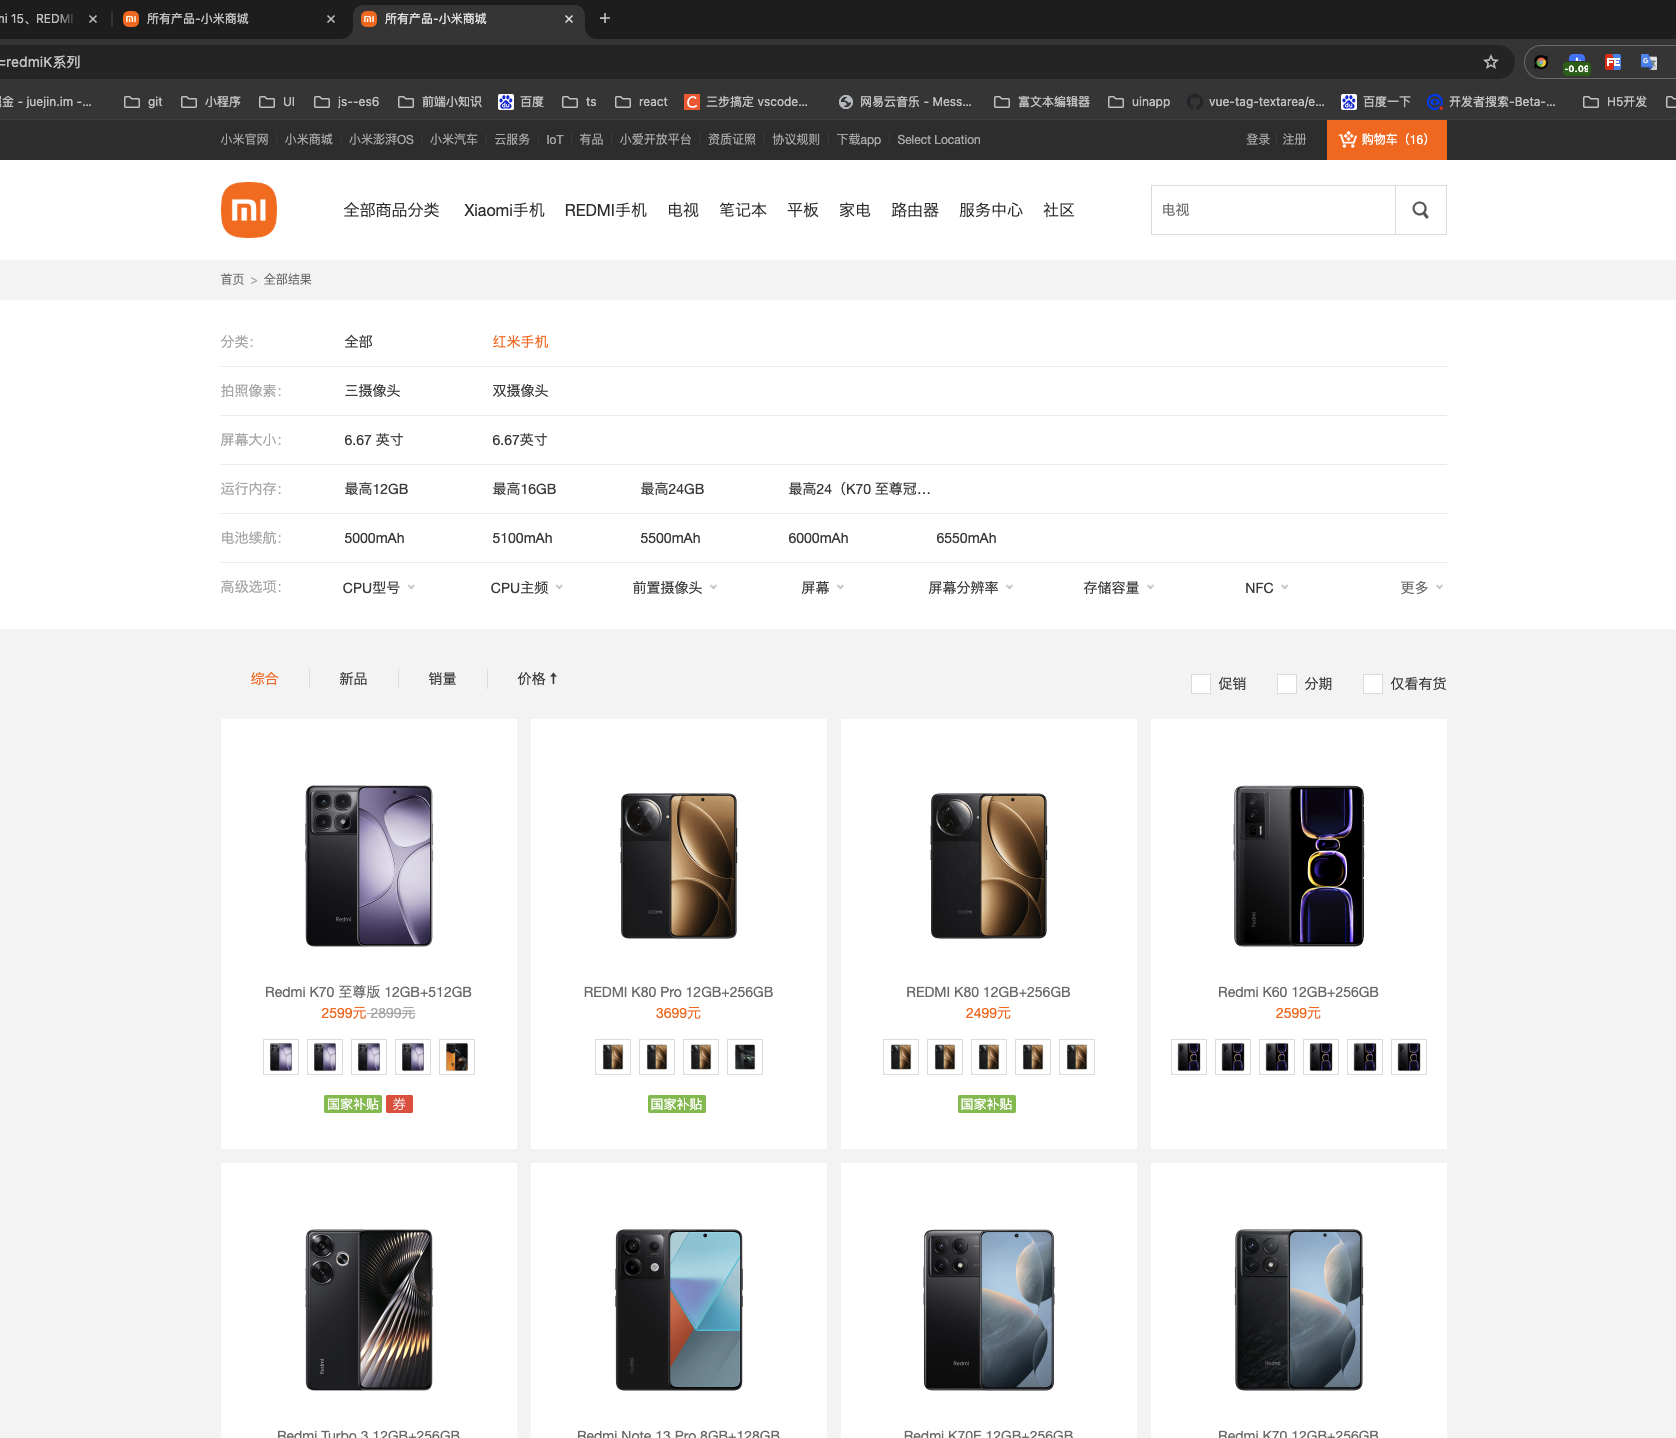 mi 15、REDMI
所有产品-小米商城
所有产品-小米商城
=redmiK系列
-0.09
金 - juejin.im -...
git
小程序
UI
js--es6
前端小知识
百度
ts
react
三步搞定 vscode...
网易云音乐 - Mess...
富文本编辑器
uinapp
vue-tag-textarea/e...
百度一下
开发者搜索-Beta-...
H5开发
小米官网
小米商城
小米澎湃OS
小米汽车
云服务
IoT
有品
小爱开放平台
资质证照
协议规则
下载app
Select Location
登录
注册
购物车（16）
全部商品分类
Xiaomi手机
REDMI手机
电视
笔记本
平板
家电
路由器
服务中心
社区
电视
首页 > 全部结果
分类：
全部
红米手机
拍照像素：
三摄像头
双摄像头
屏幕大小：
6.67 英寸
6.67英寸
运行内存：
最高12GB
最高16GB
最高24GB
最高24（K70 至尊冠...
电池续航：
5000mAh
5100mAh
5500mAh
6000mAh
6550mAh
高级选项：
CPU型号
CPU主频
前置摄像头
屏幕
屏幕分辨率
存储容量
NFC
更多
综合
新品
销量
价格
促销
分期
仅看有货
Redmi K70 至尊版 12GB+512GB
2599元 2899元
国家补贴 券
REDMI K80 Pro 12GB+256GB
3699元
国家补贴
REDMI K80 12GB+256GB
2499元
国家补贴
Redmi K60 12GB+256GB
2599元
Redmi Turbo 3 12GB+256GB
Redmi Note 13 Pro 8GB+128GB
Redmi K70E 12GB+256GB
Redmi K70 12GB+256GB